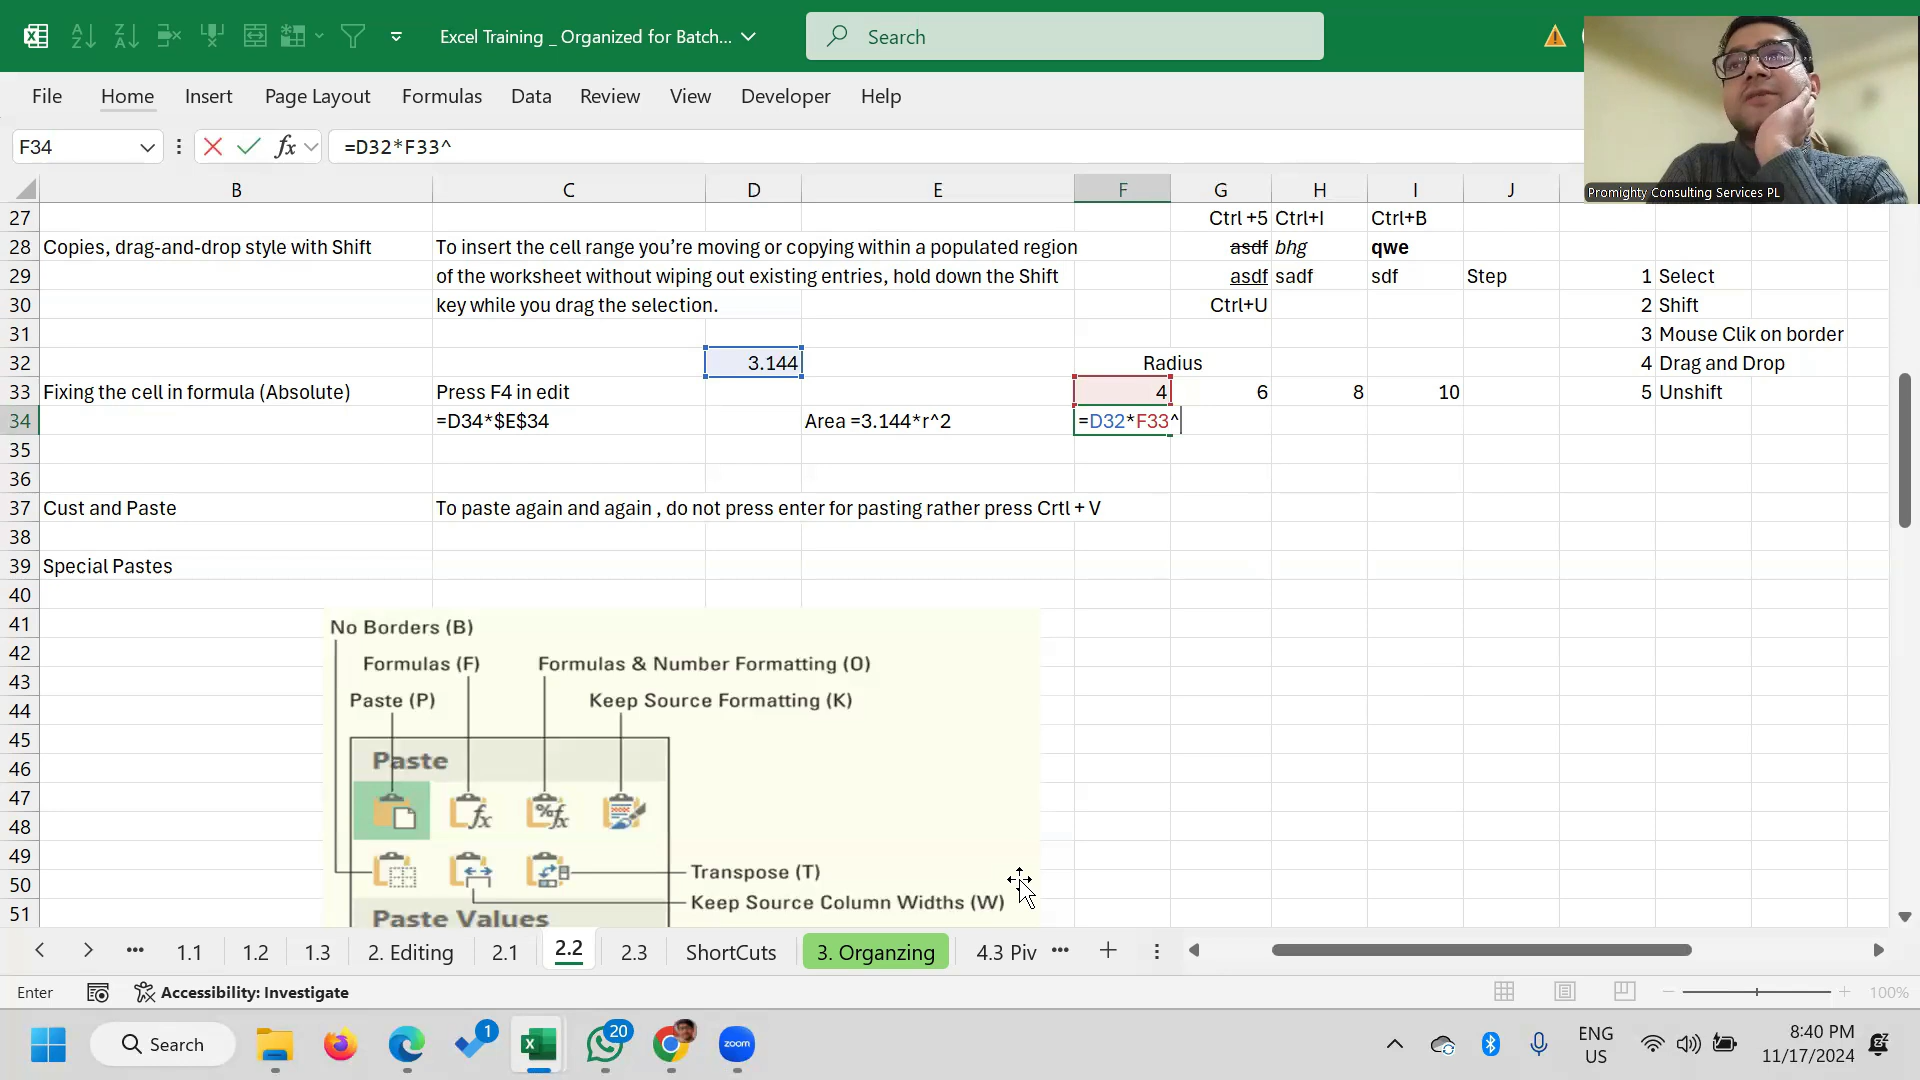 Excel Training _ Organized for Batch...
Search
File Home Insert Page Layout Formulas Data Review View Developer Help
Promighty Consulting Services PL
F34 fx =D32*F33^
B C D E F G H I J
27 Ctrl +5 Ctrl+I Ctrl+B
28 Copies, drag-and-drop style with Shift To insert the cell range you’re moving or copying within a populated region asdf bhg qwe
29 of the worksheet without wiping out existing entries, hold down the Shift asdf sadf sdf Step 1 Select
30 key while you drag the selection. Ctrl+U 2 Shift
31 3 Mouse Clik on border
32 3.144 Radius 4 Drag and Drop
33 Fixing the cell in formula (Absolute) Press F4 in edit 4 6 8 10 5 Unshift
34 =D34*$E$34 Area =3.144*r^2 =D32*F33^
35
36
37 Cust and Paste To paste again and again , do not press enter for pasting rather press Crtl + V
38
39 Special Pastes
40
41 No Borders (B)
42
43 Formulas (F) Formulas & Number Formatting (O)
44 Paste (P) Keep Source Formatting (K)
45
46 Paste
47
48
49
50 Transpose (T)
51 Keep Source Column Widths (W)
Paste Values
1.1 1.2 1.3 2. Editing 2.1 2.2 2.3 ShortCuts 3. Organzing 4.3 Piv
Enter Accessibility: Investigate 100%
Search 1 20 zoom ENG US 8:40 PM 11/17/2024